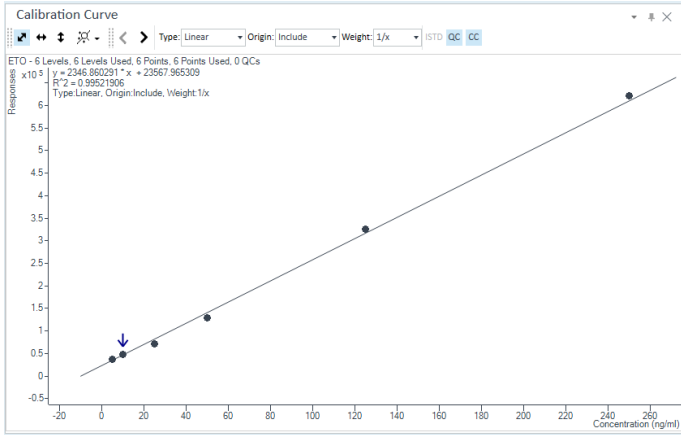 Calibration Curve
Type: Linear Origin: Include Weight: 1/x ISTD QC CC
ETO - 6 Levels, 6 Levels Used, 6 Points, 6 Points Used, 0 QCs
Responses
x10 5
y = 2346.860291 * x + 23567.965309
R^2 = 0.99521906
Type:Linear, Origin:Include, Weight:1/x
6
5.5
5
4.5
4
3.5
3
2.5
2
1.5
1
0.5
0
-0.5
-20 0 20 40 60 80 100 120 140 160 180 200 220 240 260
Concentration (ng/ml)